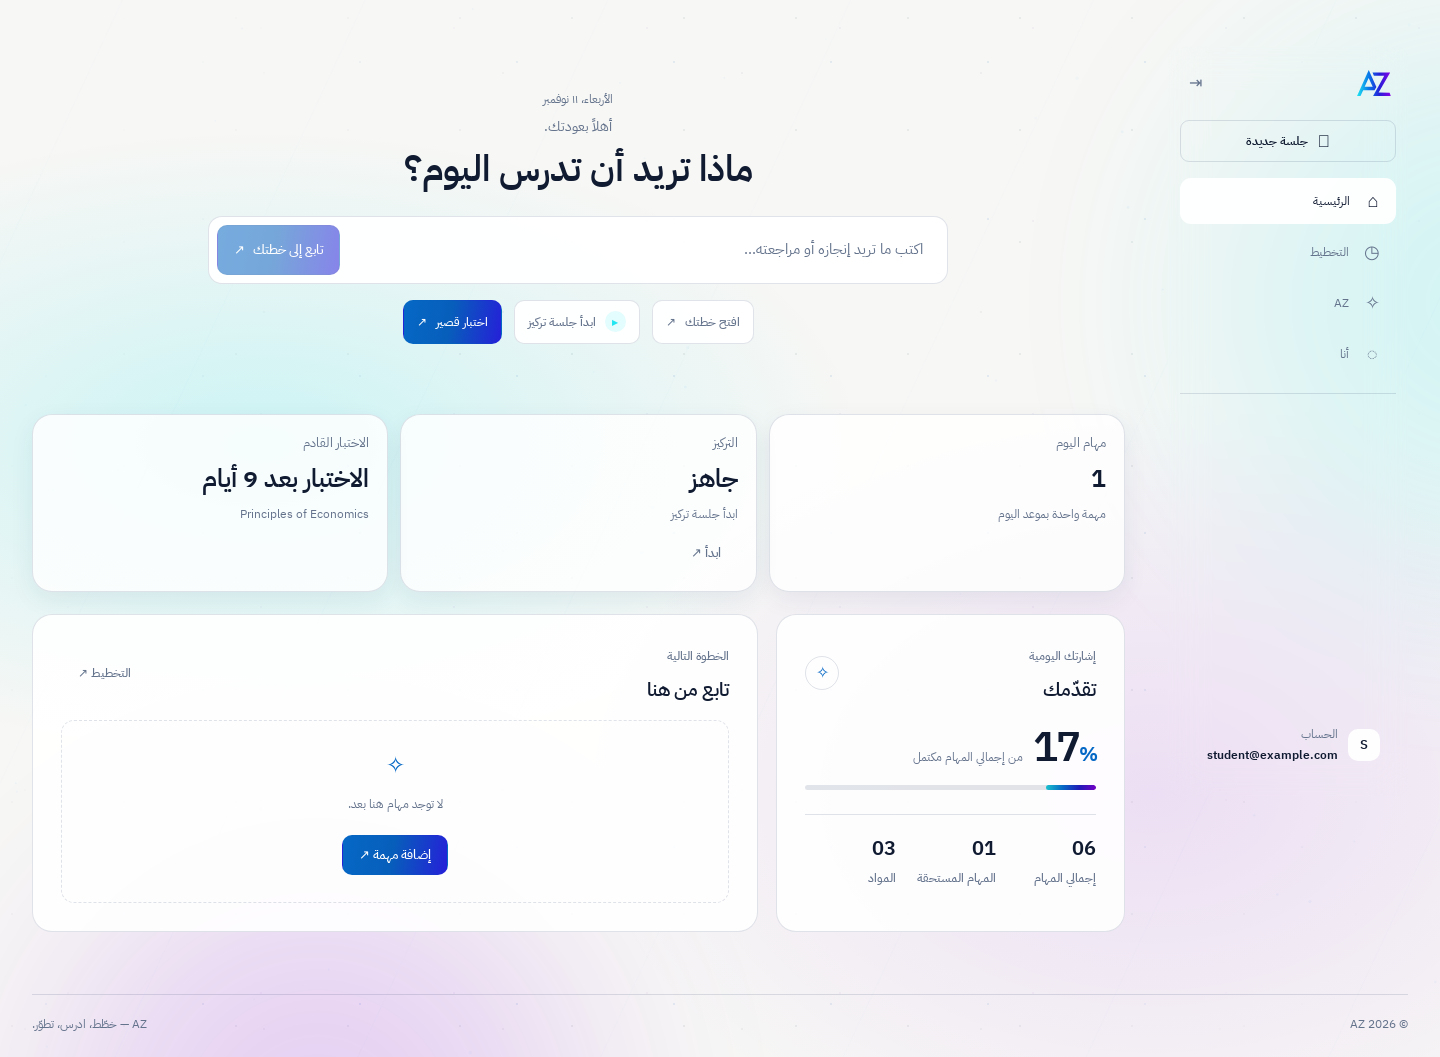 AZ
جلسة جديدة
الرئيسية
التخطيط
AZ
أنا
الحساب
S
student@example.com
الأربعاء، ١١ نوفمبر
أهلاً بعودتك.
ماذا تريد أن تدرس اليوم؟
اكتب ما تريد إنجازه أو مراجعته...
تابع إلى خطتك ↗
افتح خطتك ↗
ابدأ جلسة تركيز
اختبار قصير ↗
مهام اليوم
1
مهمة واحدة بموعد اليوم
التركيز
جاهز
ابدأ جلسة تركيز
ابدأ ↗
الاختبار القادم
الاختبار بعد 9 أيام
Principles of Economics
إشارتك اليومية
تقدّمك
17%
من إجمالي المهام مكتمل
06
إجمالي المهام
01
المهام المستحقة
03
المواد
الخطوة التالية
تابع من هنا
التخطيط ↗
لا توجد مهام هنا بعد.
إضافة مهمة ↗
© 2026 AZ
AZ — خطّط، ادرس، تطوّر.